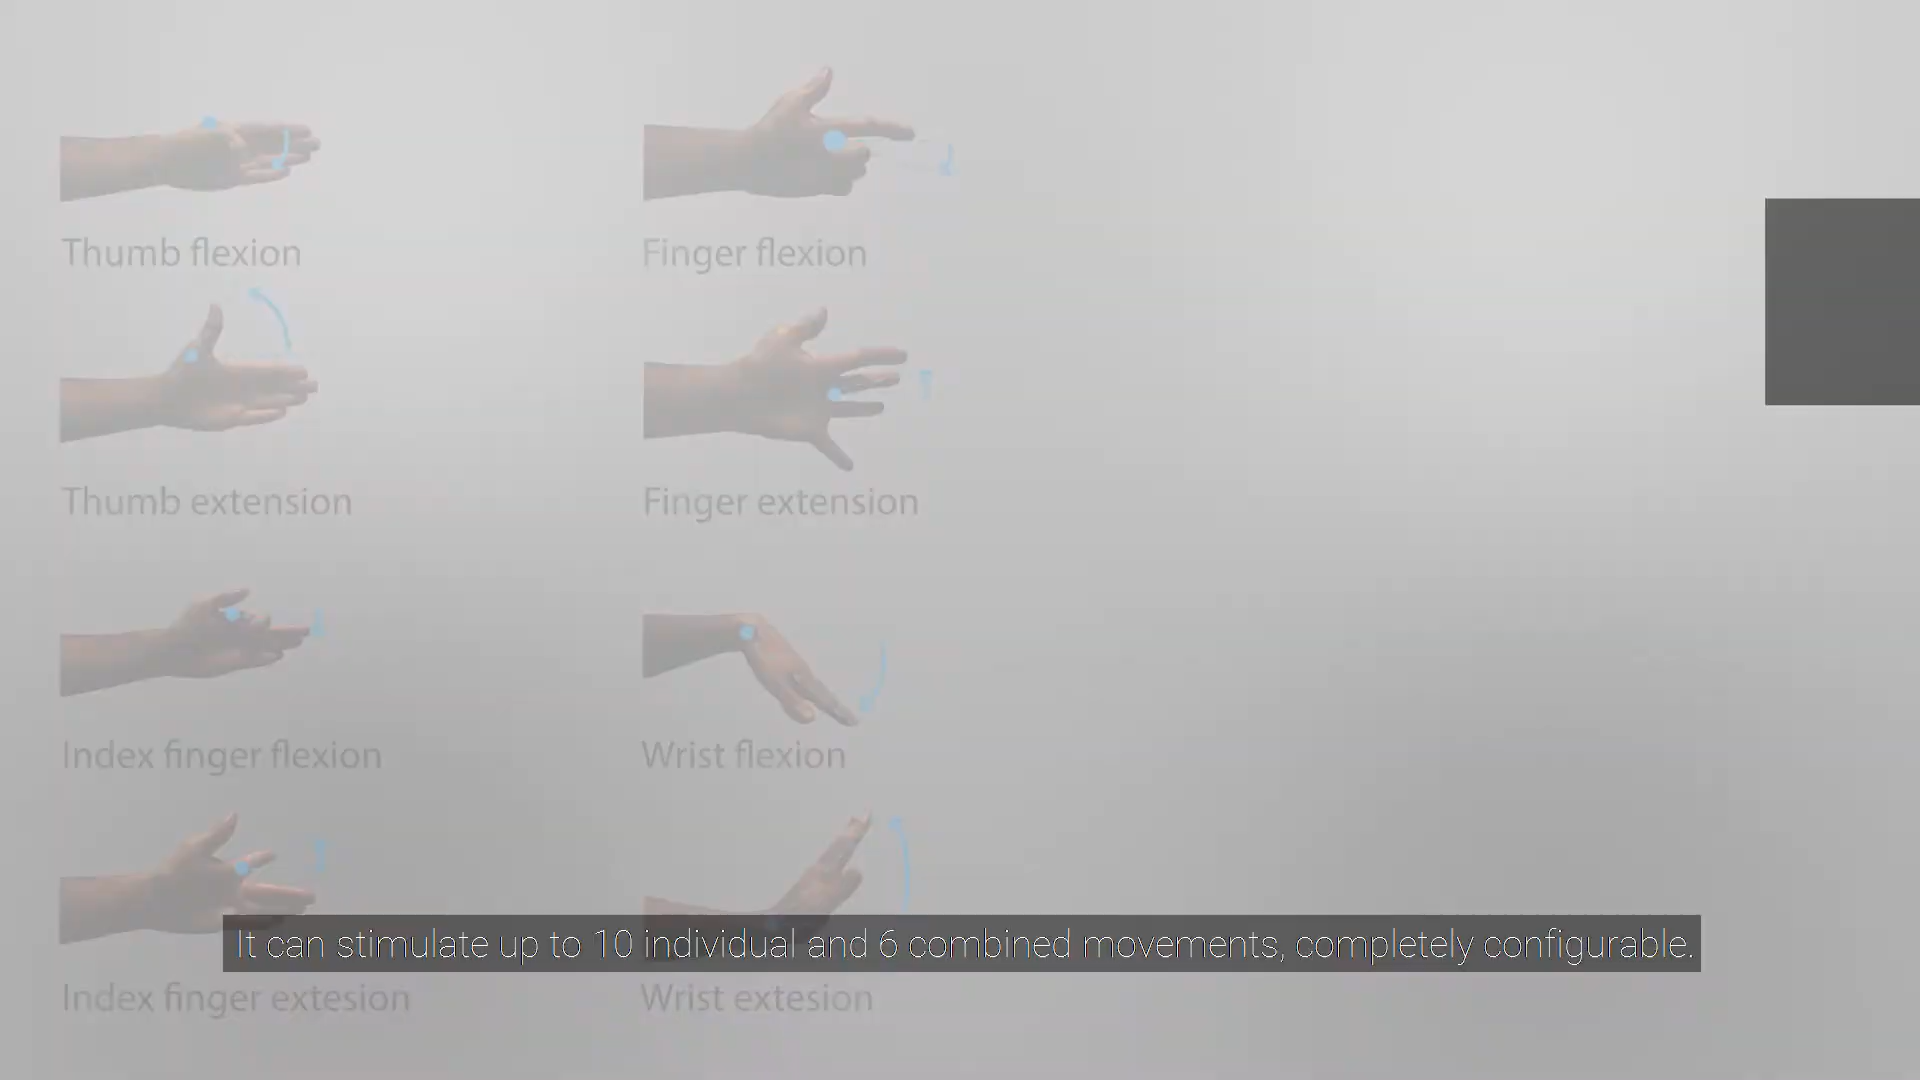 Thumb flexion
Finger flexion
Thumb extension
Finger extension
Index finger flexion
Wrist flexion
It can stimulate up to 10 individual and 6 combined movements, completely configurable.
Index finger extesion
Wrist extesion